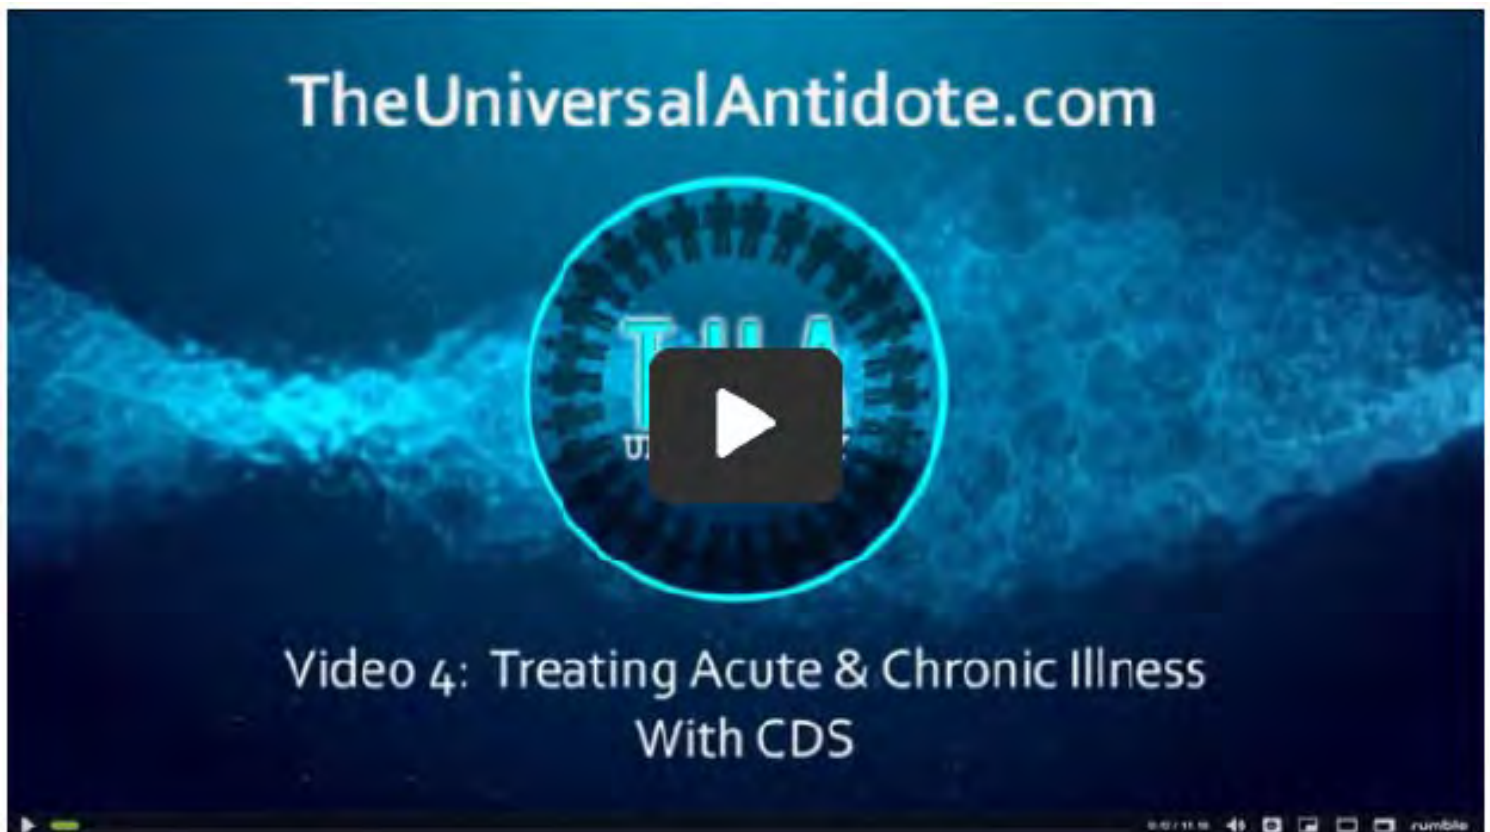 TheUniversalAntidote.com
Video 4: Treating Acute & Chronic Illness
With CDS
rumble